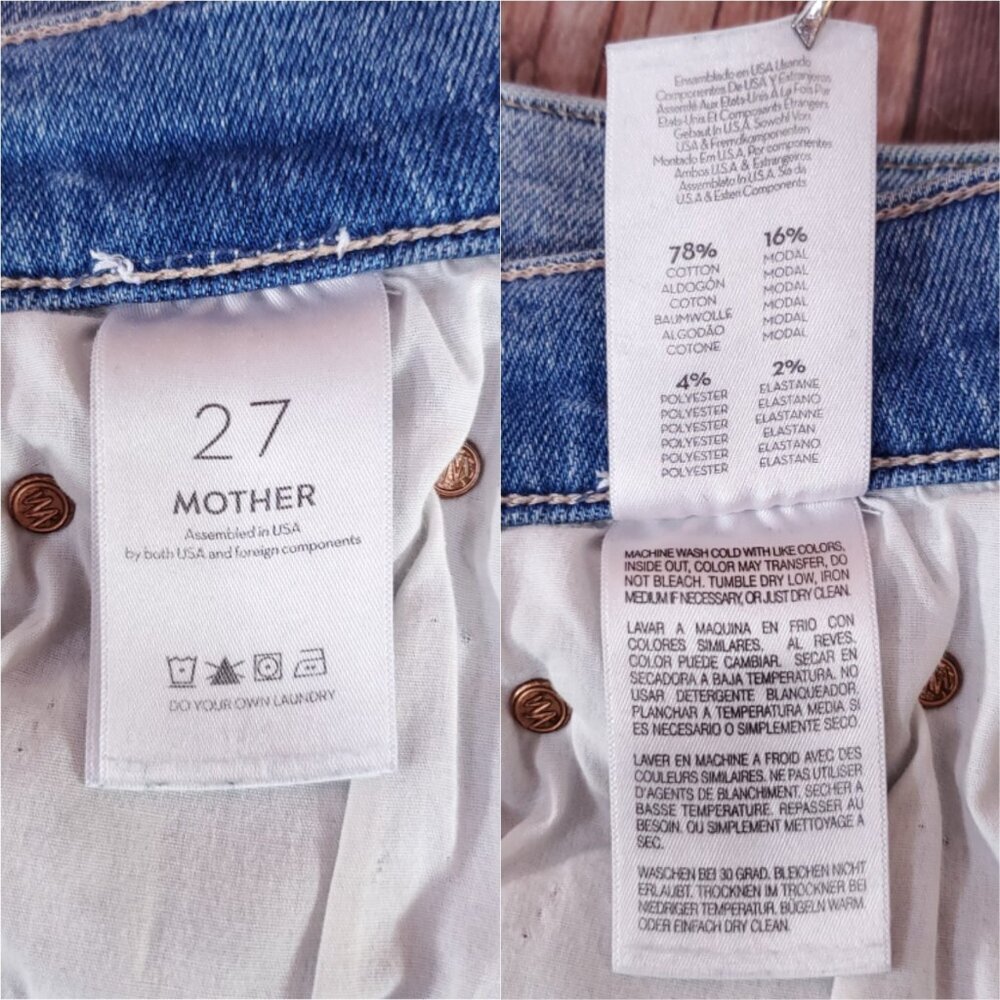 27
MOTHER
Assembled in USA
by both USA and foreign components
DO YOUR OWN LAUNDRY
Ensamblado en USA Usando
Componentes De USA Y Extranjeros
Assemblé Aux Etats-Unis À La Fois Par
Etats-Unis Et Composants Étrangers
Gebaut In U.S.A. Sowohl Von
USA & Fremdkomponenten
Montado Em U.S.A. Por componentes
Ambos U.S.A & Estrangeiros
Assemblato In U.S.A. Sia da
U.S.A & Esteri Components
78%
COTTON
ALDOGÓN
COTON
BAUMWOLLE
ALGODÃO
COTONE
16%
MODAL
MODAL
MODAL
MODAL
MODAL
MODAL
4%
POLYESTER
POLYESTER
POLYESTER
POLYESTER
POLYESTER
POLYESTER
2%
ELASTANE
ELASTANO
ELASTANNE
ELASTAN
ELASTANO
ELASTANE
MACHINE WASH COLD WITH LIKE COLORS,
INSIDE OUT, COLOR MAY TRANSFER, DO
NOT BLEACH. TUMBLE DRY LOW, IRON
MEDIUM IF NECESSARY, OR JUST DRY CLEAN.
LAVAR A MAQUINA EN FRIO CON
COLORES SIMILARES. AL REVES.
COLOR PUEDE CAMBIAR. SECAR EN
SECADORA A BAJA TEMPERATURA. NO
USAR DETERGENTE BLANQUEADOR.
PLANCHAR A TEMPERATURA MEDIA SI
ES NECESARIO O SIMPLEMENTE SECO.
LAVER EN MACHINE A FROID AVEC DES
COULEURS SIMILAIRES. NE PAS UTILISER
D'AGENTS DE BLANCHIMENT. SECHER A
BASSE TEMPERATURE. REPASSER AU
BESOIN. OU SIMPLEMENT METTOYAGE A
SEC.
WASCHEN BEI 30 GRAD. BLEICHEN NICHT
ERLAUBT. TROCKNEN IM TROCKNER BEI
NIEDRIGER TEMPERATUR. BÜGELN WARM.
ODER EINFACH DRY CLEAN.